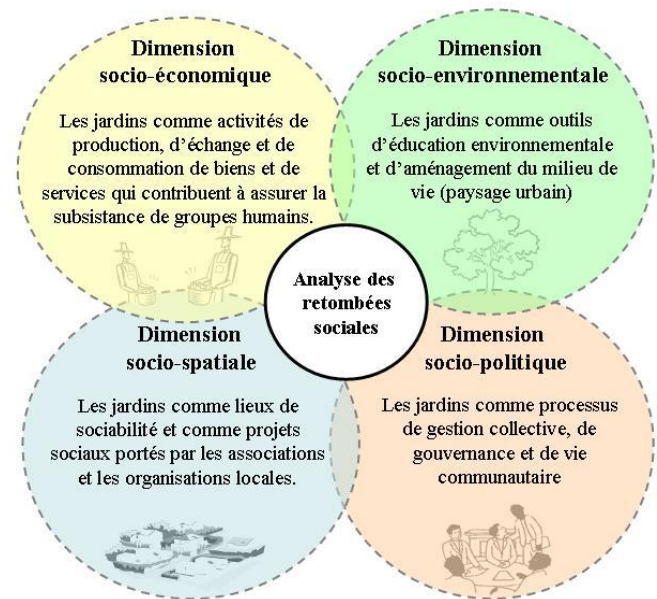 Dimension
socio-économique
Les jardins comme activités de
production, d'échange et de
consommation de biens et de
services qui contribuent à assurer la
subsistance de groupes humains.
Dimension
socio-environnementale
Les jardins comme outils
d'éducation environnementale
et d'aménagement du milieu de
vie (paysage urbain)
Analyse des
retombées
sociales
Dimension
socio-spatiale
Les jardins comme lieux de
sociabilité et comme projets
sociaux portés par les associations
et les organisations locales.
Dimension
socio-politique
Les jardins comme processus
de gestion collective, de
gouvernance et de vie
communautaire